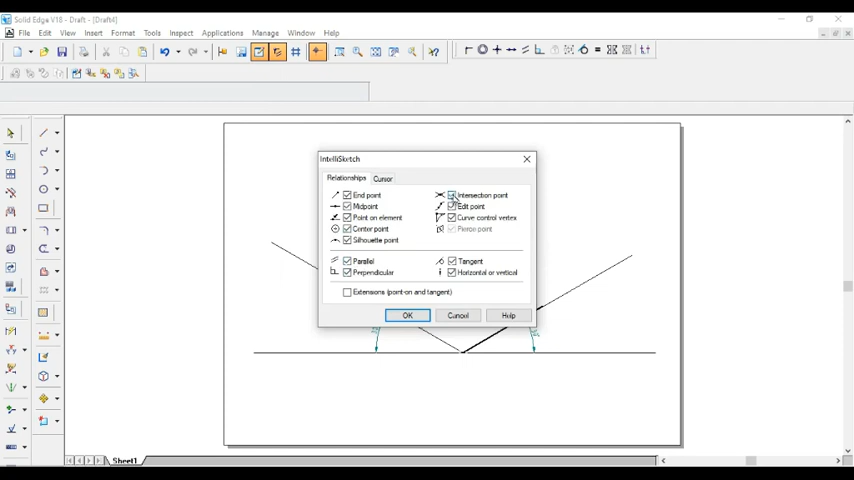 Solid Edge V18 - Draft - [Draft4]
File Edit View Insert Format Tools Inspect Applications Manage Window Help
IntelliSketch
Relationships Cursor
End point Intersection point
Midpoint Edit point
Point on element Curve control vertex
Center point Pierce point
Silhouette point
Parallel Tangent
Perpendicular Horizontal or vertical
Extensions (point-on and tangent)
OK Cancel Help
Sheet1